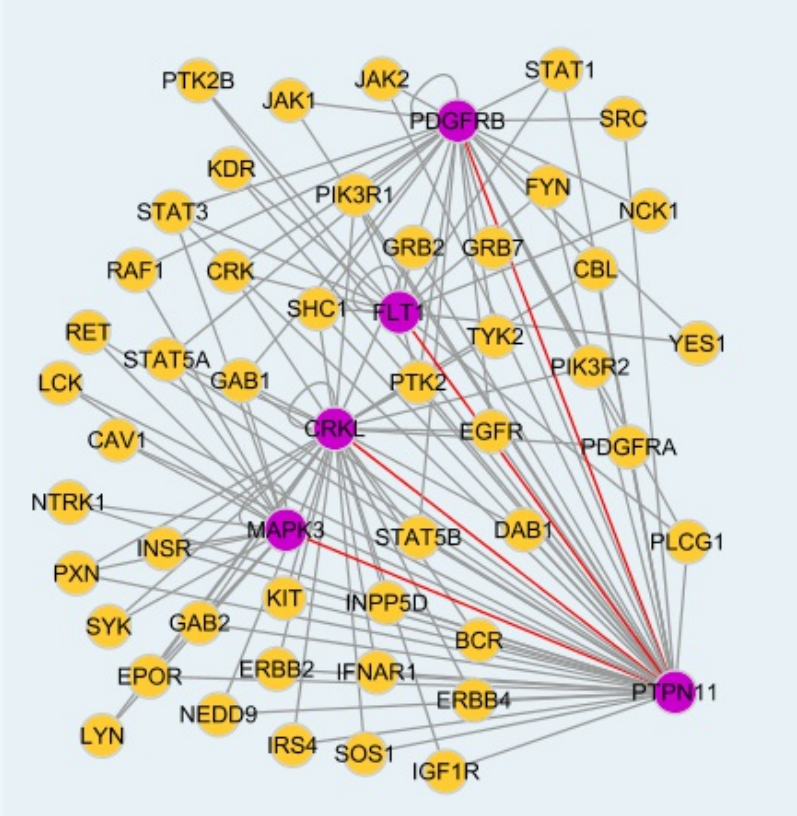 PTK2B
JAK1
JAK2
STAT1
PDGFRB
SRC
KDR
PIK3R1
FYN
STAT3
NCK1
GRB2
GRB7
RAF1
CRK
CBL
SHC1
FLT1
RET
TYK2
YES1
STAT5A
LCK
GAB1
PTK2
PIK3R2
CAV1
CRKL
EGFR
PDGFRA
NTRK1
MAPK3
STAT5B
DAB1
PLCG1
INSR
PXN
KIT
INPP5D
SYK
GAB2
BCR
EPOR
ERBB2
IFNAR1
ERBB4
PTPN11
NEDD9
LYN
IRS4
SOS1
IGF1R